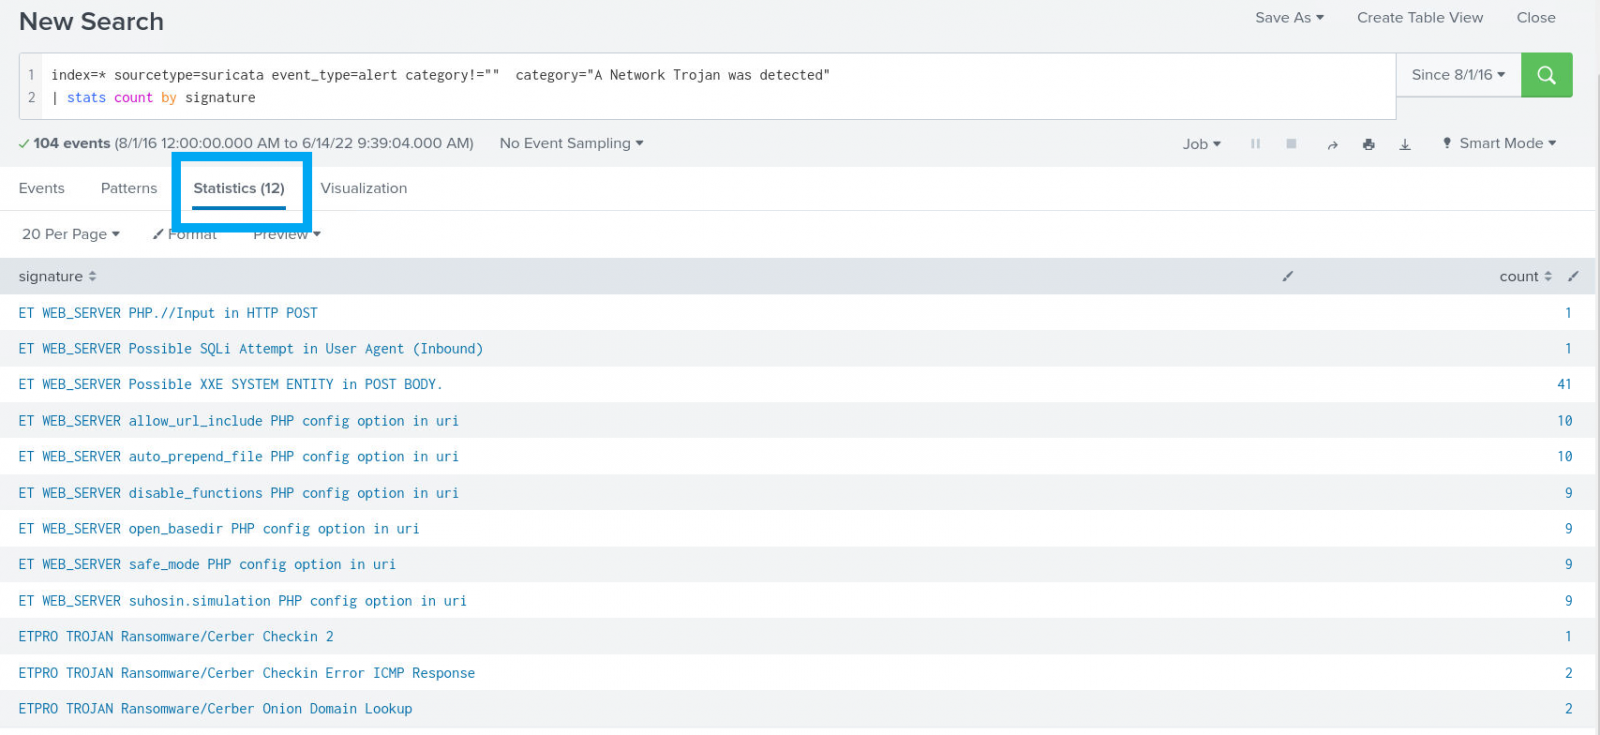 New Search
Save As Create Table View Close
1 index=* sourcetype=suricata event_type=alert category!="" category="A Network Trojan was detected"
2 | stats count by signature
Since 8/1/16
104 events (8/1/16 12:00:00.000 AM to 6/14/22 9:39:04.000 AM) No Event Sampling Job Smart Mode
Events Patterns Statistics (12) Visualization
20 Per Page Format Preview
signature count
ET WEB_SERVER PHP.//Input in HTTP POST 1
ET WEB_SERVER Possible SQLi Attempt in User Agent (Inbound) 1
ET WEB_SERVER Possible XXE SYSTEM ENTITY in POST BODY. 41
ET WEB_SERVER allow_url_include PHP config option in uri 10
ET WEB_SERVER auto_prepend_file PHP config option in uri 10
ET WEB_SERVER disable_functions PHP config option in uri 9
ET WEB_SERVER open_basedir PHP config option in uri 9
ET WEB_SERVER safe_mode PHP config option in uri 9
ET WEB_SERVER suhosin.simulation PHP config option in uri 9
ETPRO TROJAN Ransomware/Cerber Checkin 2 1
ETPRO TROJAN Ransomware/Cerber Checkin Error ICMP Response 2
ETPRO TROJAN Ransomware/Cerber Onion Domain Lookup 2